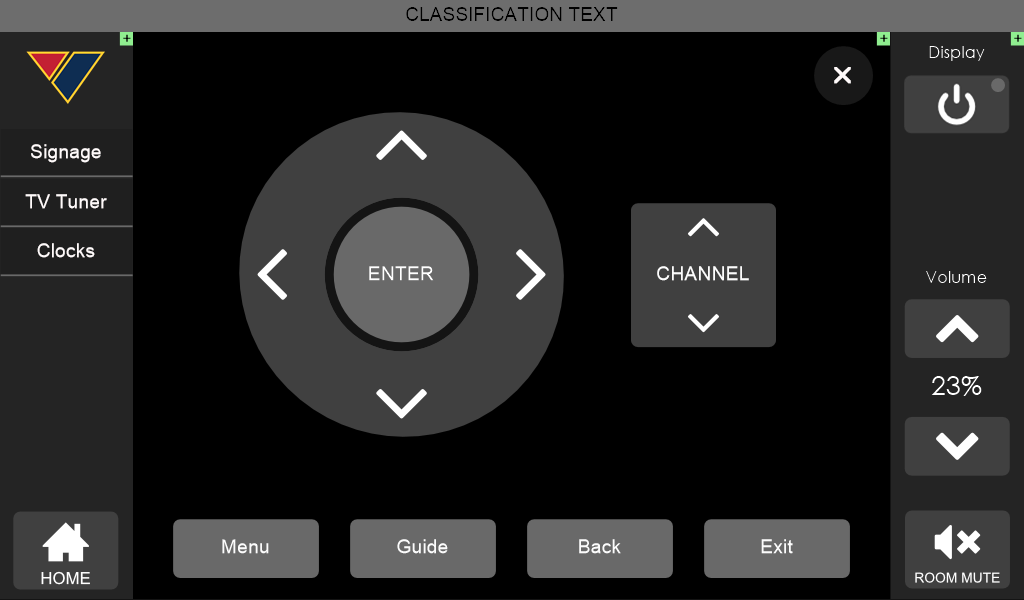 CLASSIFICATION TEXT
Display
Signage
TV Tuner
Clocks
ENTER
CHANNEL
Volume
23%
Menu
Guide
Back
Exit
HOME
ROOM MUTE